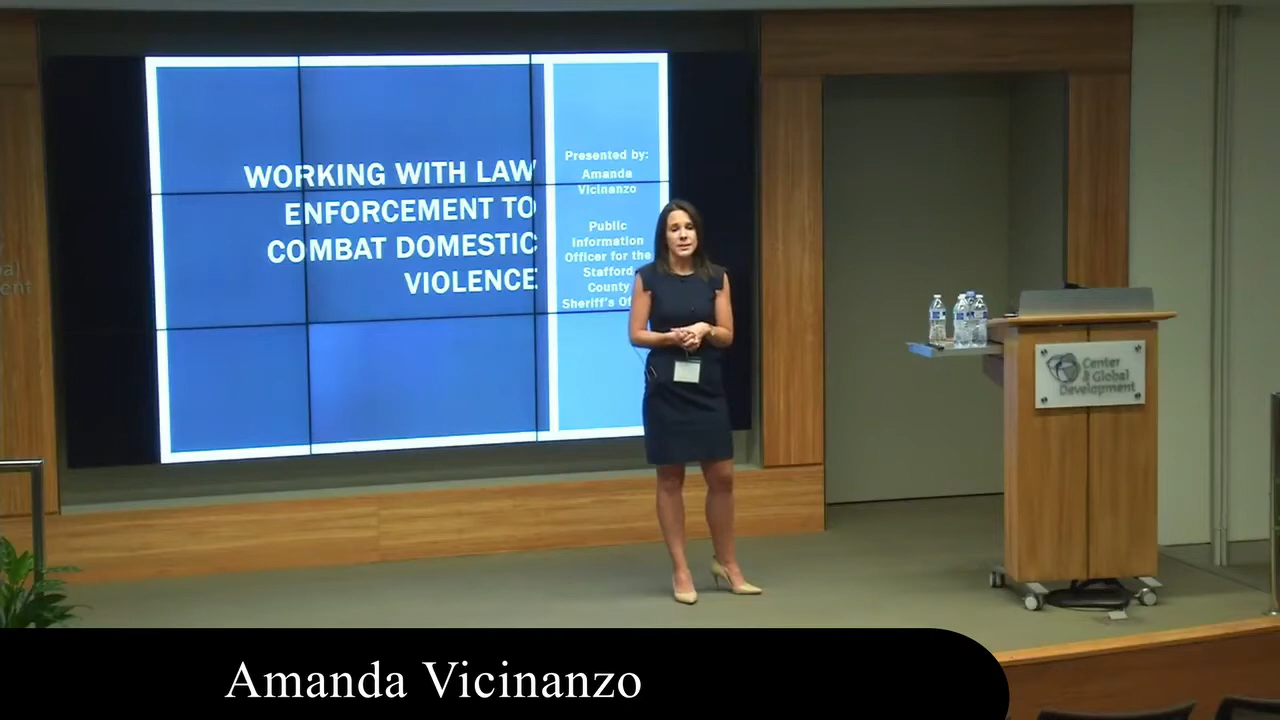 WORKING WITH LAW
ENFORCEMENT TO
COMBAT DOMESTIC
VIOLENCE
Presented by:
Amanda
Vicinanzo
Public
Information
Officer for the
Stafford
County
Sheriff's
Center
Global
Development
Amanda Vicinanzo